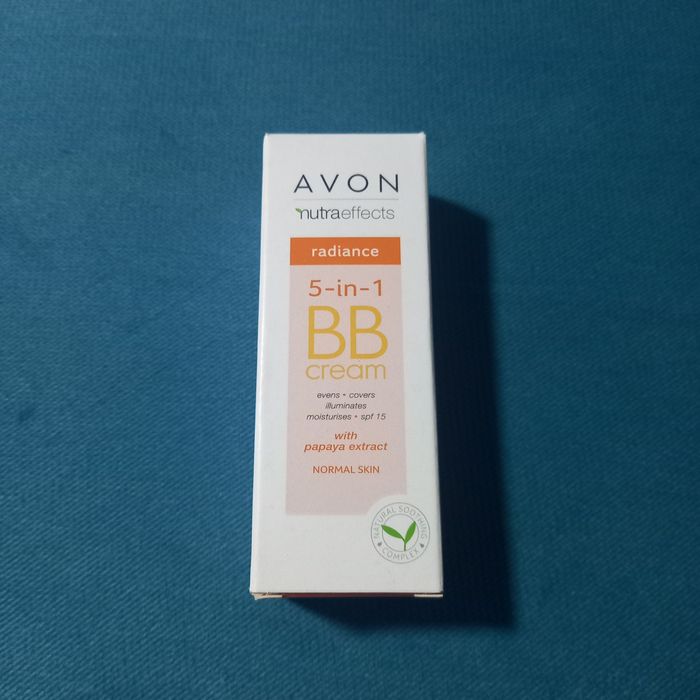 AVON
nutraeffects
radiance
5-in-1
BB
cream
evens • covers
illuminates
moisturises • spf 15
with
papaya extract
NORMAL SKIN
NATURAL SOOTHING
COMPLEX